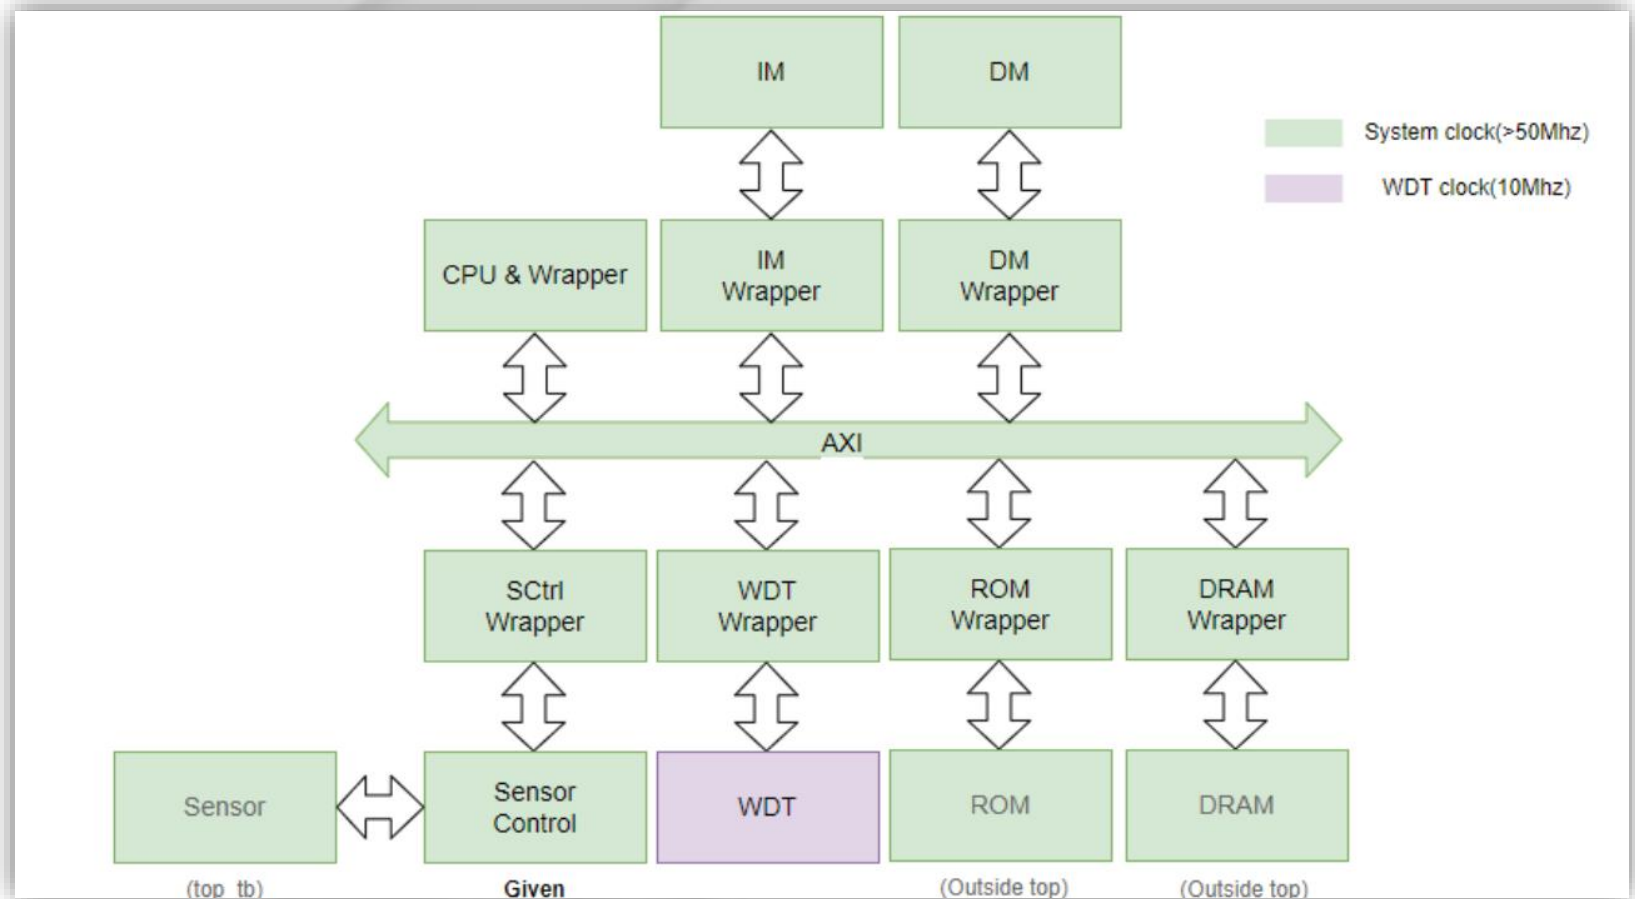 IM
DM
System clock(>50Mhz)
WDT clock(10Mhz)
CPU & Wrapper
IM
Wrapper
DM
Wrapper
AXI
SCtrl
Wrapper
WDT
Wrapper
ROM
Wrapper
DRAM
Wrapper
Sensor
Sensor
Control
WDT
ROM
DRAM
(top_tb)
Given
(Outside top)
(Outside top)